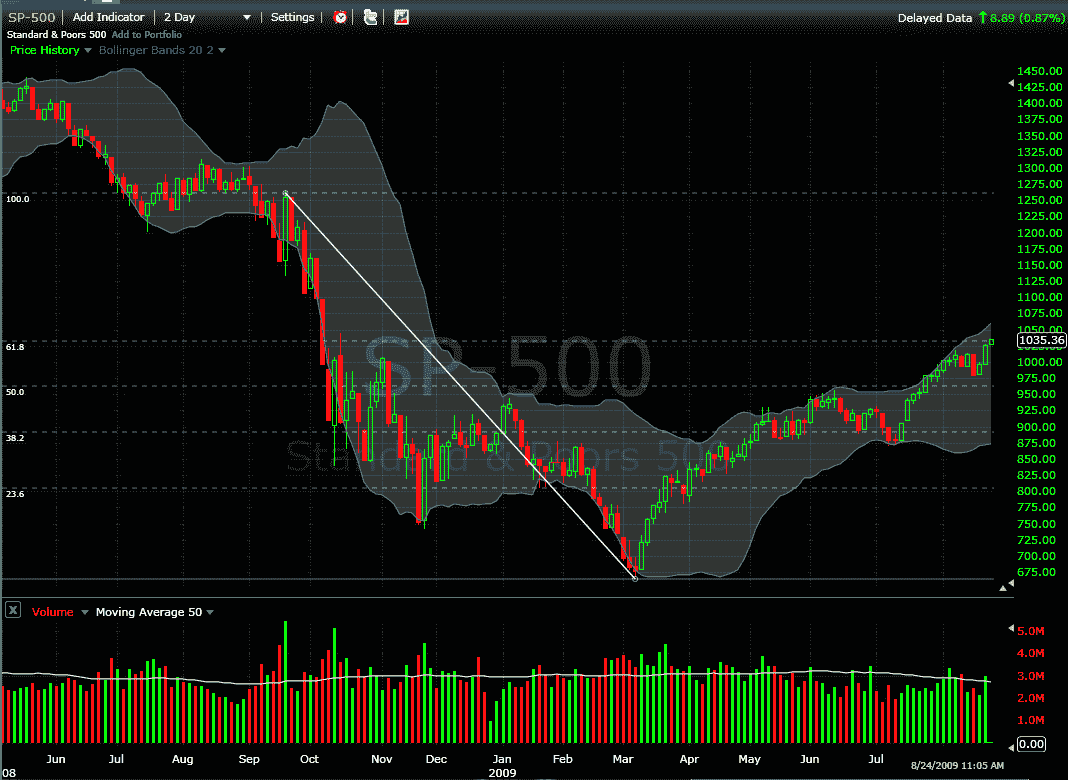 SP-500 Add Indicator 2 Day Settings Delayed Data 8.89 (0.87%)
Standard & Poors 500 Add to Portfolio
Price History Bollinger Bands 20 2
1450.00
1425.00
1400.00
1375.00
1350.00
1325.00
1300.00
1275.00
100.0 1250.00
1225.00
1200.00
1175.00
1150.00
1125.00
1100.00
1075.00
1050.00
1035.36
61.8
SP-500
1000.00
975.00
50.0 950.00
925.00
38.2 900.00
875.00
Standard & Poors 500
850.00
825.00
23.6 800.00
775.00
750.00
725.00
700.00
675.00
X Volume Moving Average 50
5.0M
4.0M
3.0M
2.0M
1.0M
0.00
Jun Jul Aug Sep Oct Nov Dec Jan Feb Mar Apr May Jun Jul 8/24/2009 11:05 AM
08 2009